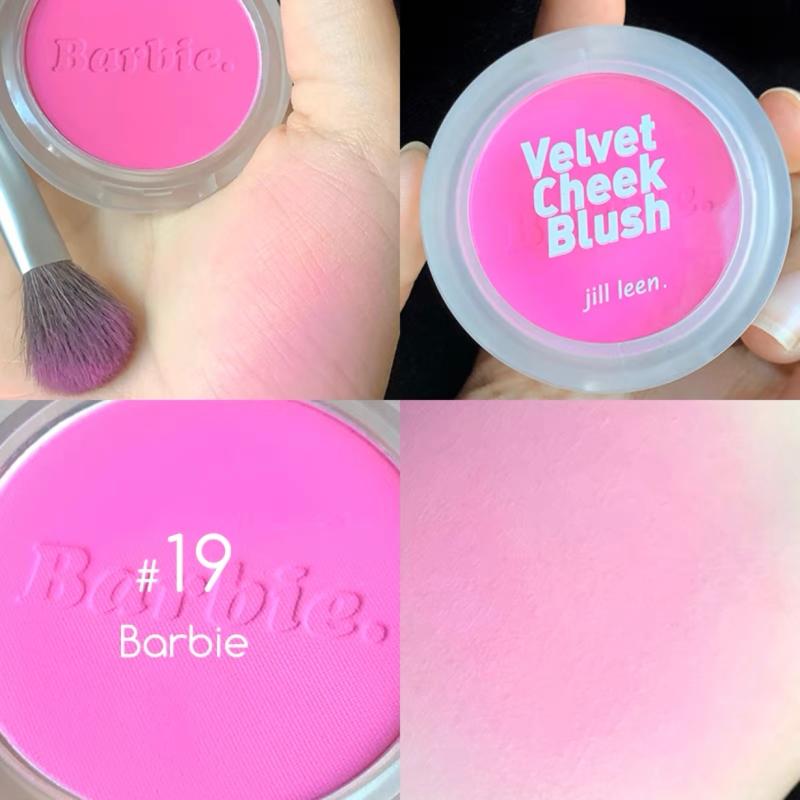 Barbie.
Velvet
Cheek
Blush
jill leen.
Barbie.
#19
Barbie